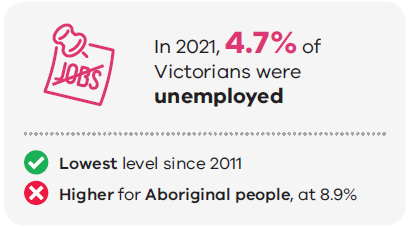 JOBS
In 2021, 4.7% of
Victorians were
unemployed
Lowest level since 2011
Higher for Aboriginal people, at 8.9%